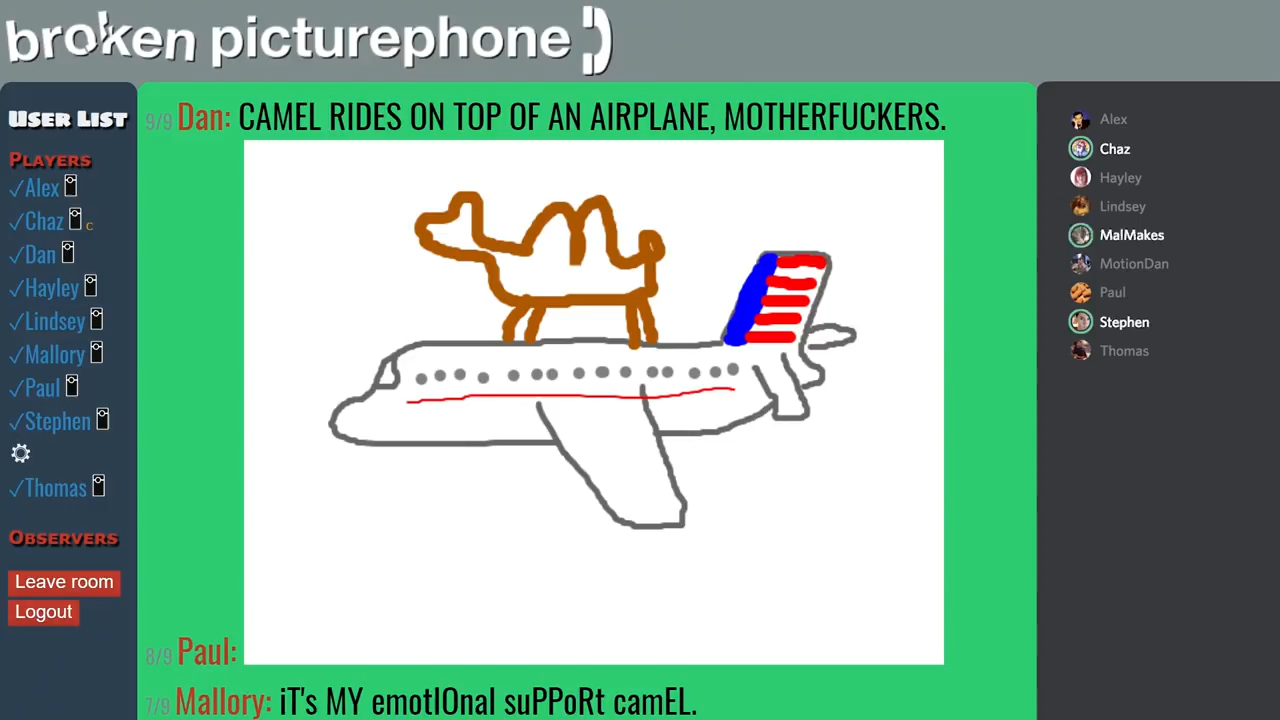 broken picturephone
USER LIST
PLAYERS
✓Alex
✓Chaz C
✓Dan
✓Hayley
✓Lindsey
✓Mallory
✓Paul
✓Stephen
✓Thomas
OBSERVERS
Leave room
Logout
9/9 Dan: CAMEL RIDES ON TOP OF AN AIRPLANE, MOTHERFUCKERS.
8/9 Paul:
7/9 Mallory: iT's MY emotIOnal suPPoRt camEL.
Alex
Chaz
Hayley
Lindsey
MalMakes
MotionDan
Paul
Stephen
Thomas